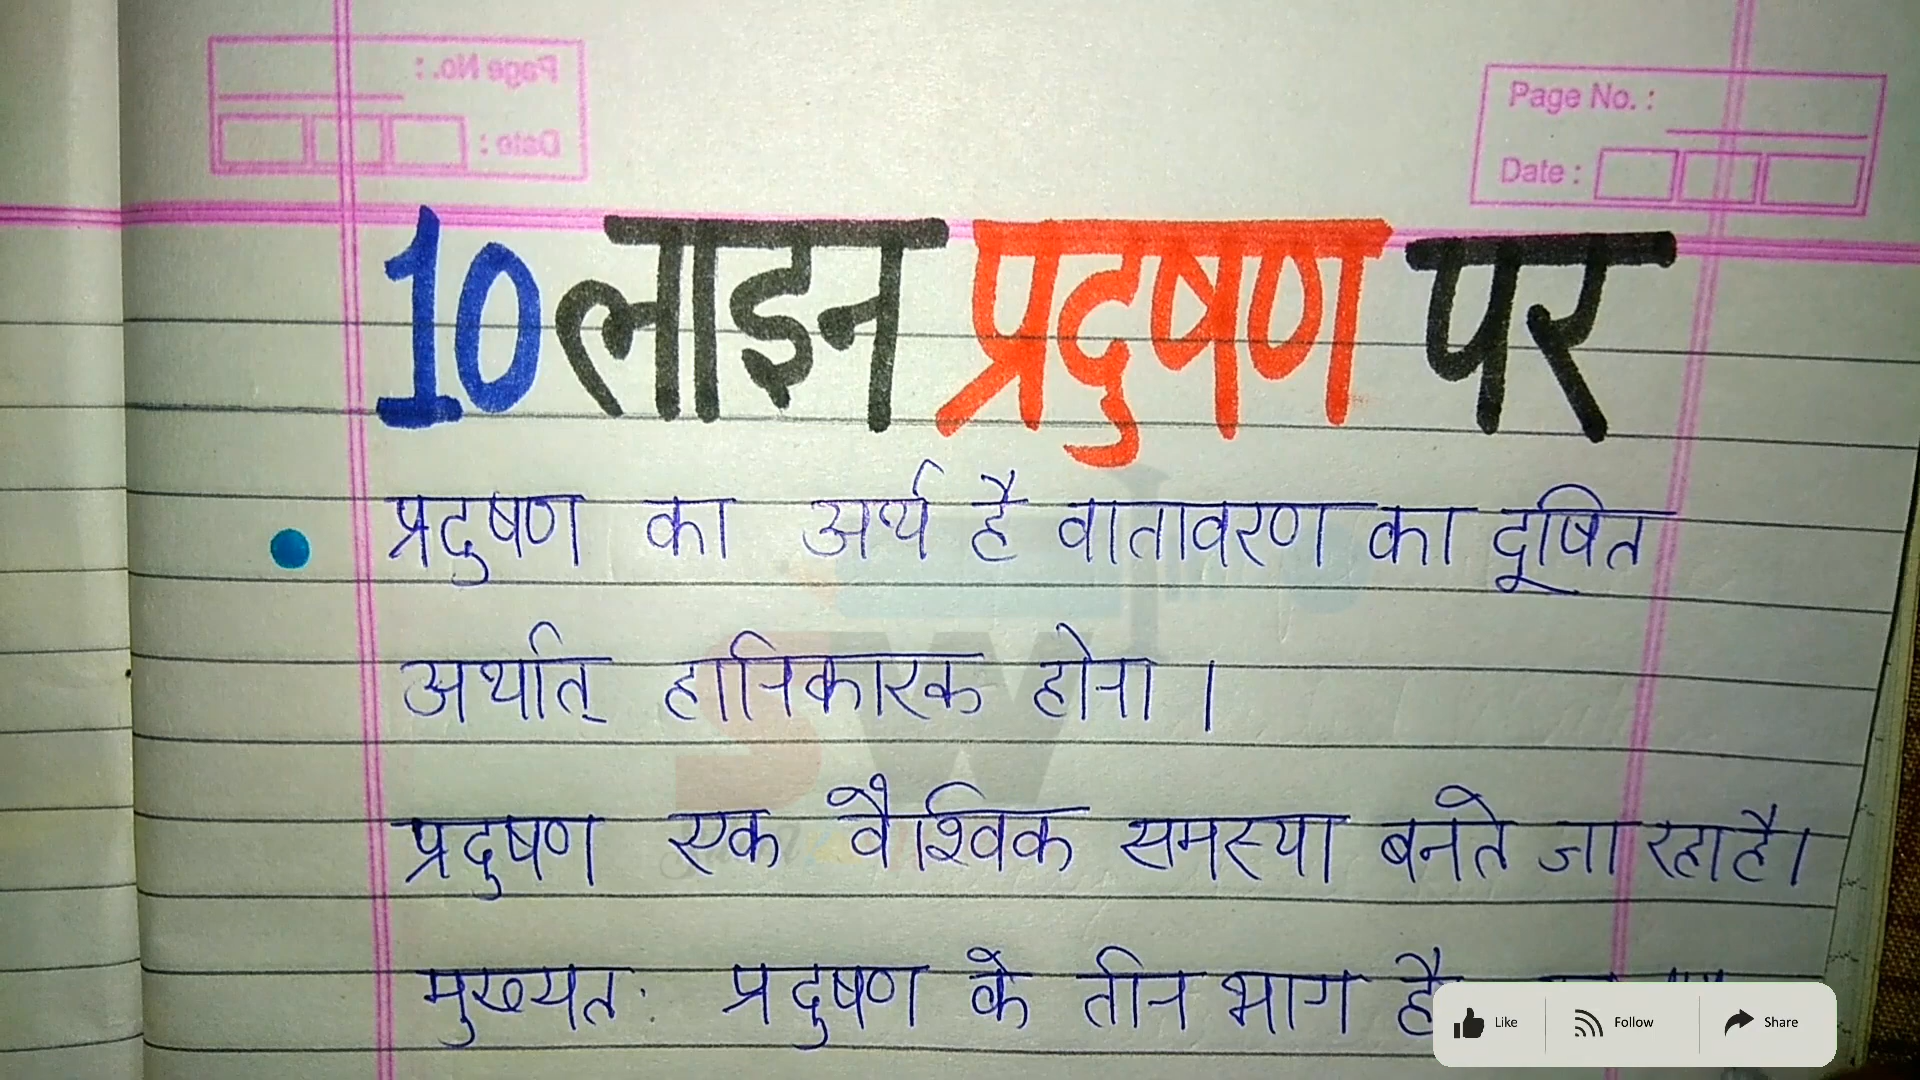 Page No. :
Date :
Page No. :
Date :
10 लाइन प्रदुषण पर
प्रदुषण का अर्थ है वातावरण का दूषित
अर्थात् हानिकारक होना ।
प्रदुषण एक वैश्विक समस्या बनते जा रहा है।
मुख्यत: प्रदुषण के तीन भाग है
SW
Like
Follow
Share